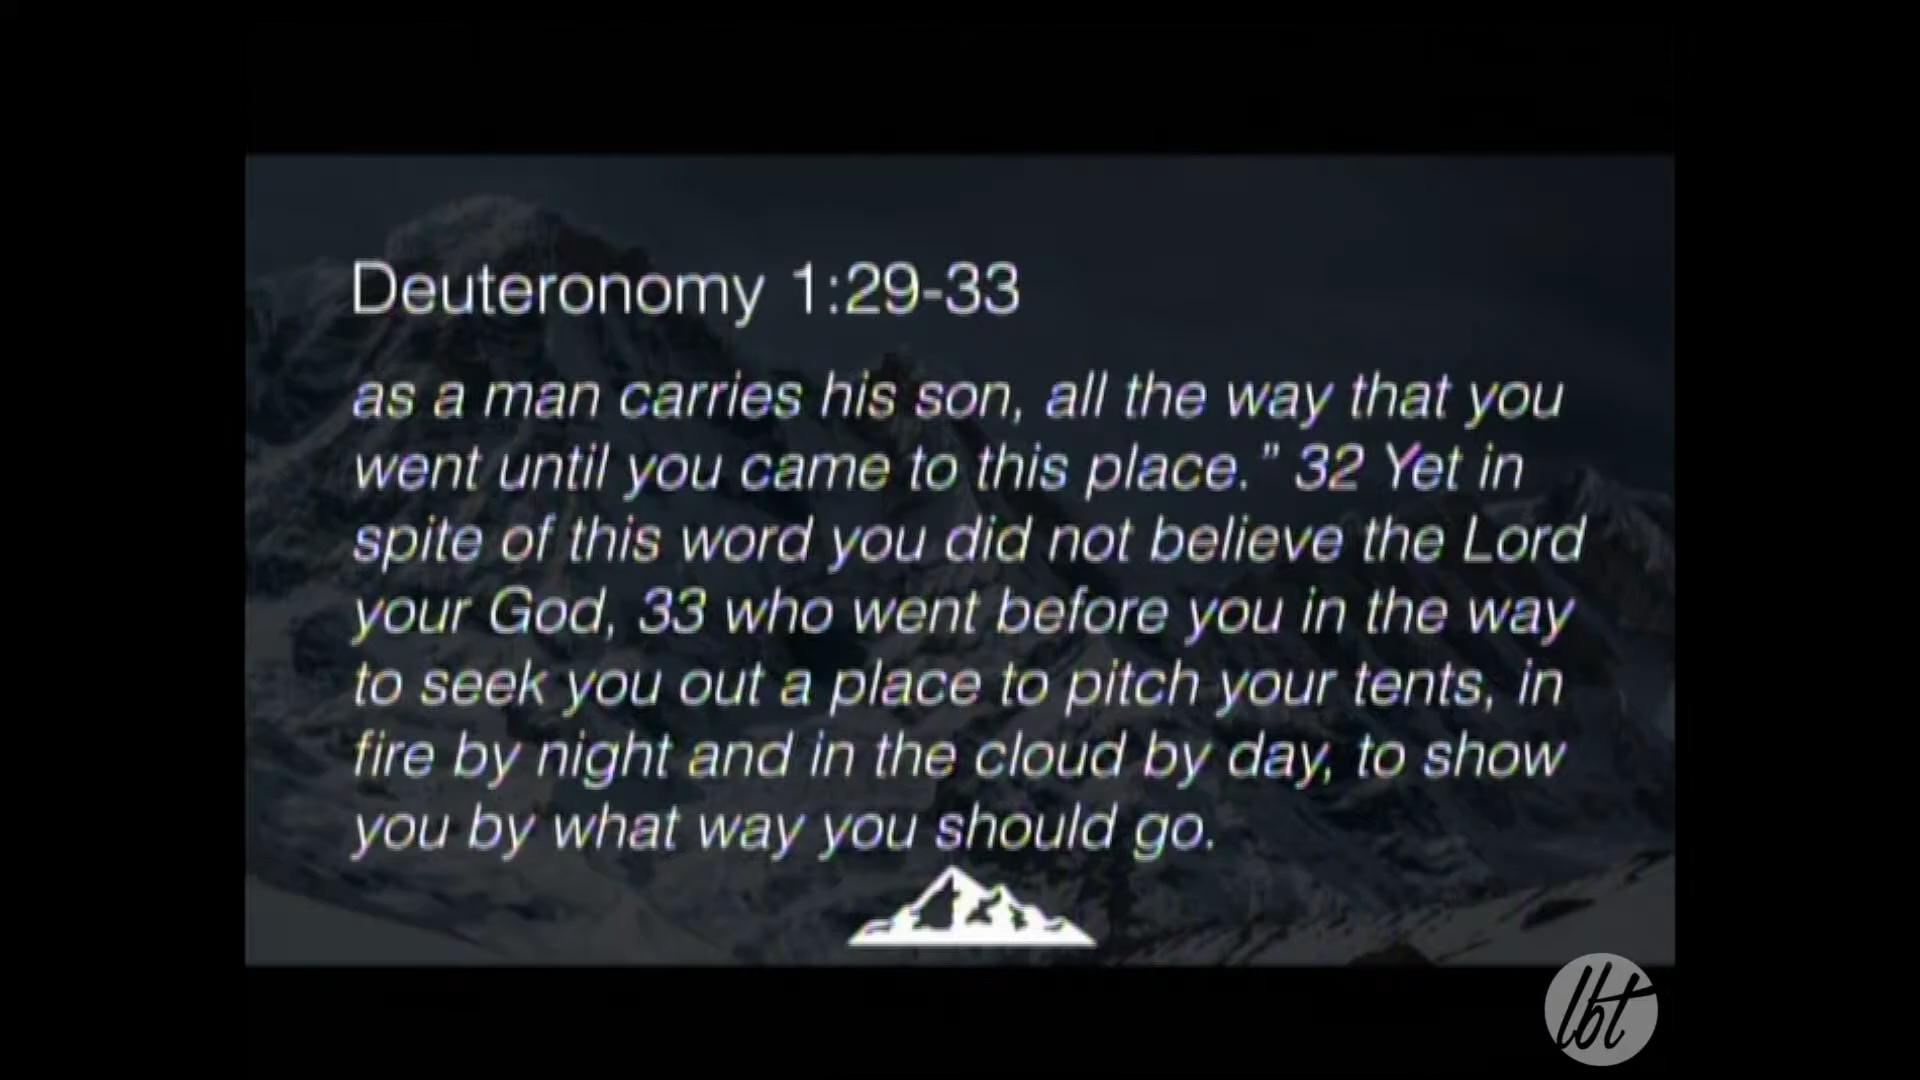 Deuteronomy 1:29-33
as a man carries his son, all the way that you
went until you came to this place.” 32 Yet in
spite of this word you did not believe the Lord
your God, 33 who went before you in the way
to seek you out a place to pitch your tents, in
fire by night and in the cloud by day, to show
you by what way you should go.
lbt